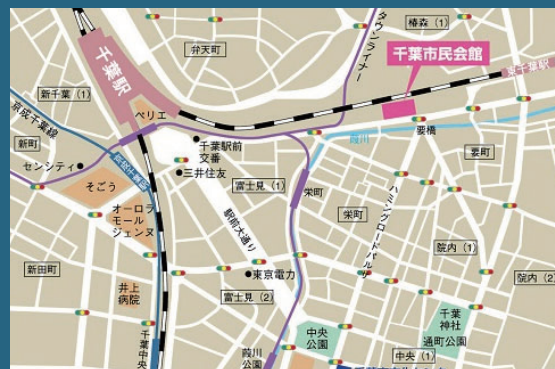 弁天町
タウンライナー
椿森 (1)
千葉市民会館
東千葉駅
千葉駅
新千葉 (1)
ペリエ
京成千葉線
新町
センシティ
千葉駅前
交番
三井住友
葭川
要橋
要町
京成千葉駅
そごう
富士見 (1)
栄町
栄町
ハミングロードパルサ
院内 (1)
オーロラ
モール
ジェンヌ
駅前大通り
新田町
院内 (2)
井上
病院
東京電力
富士見 (2)
千葉
神社
通町公園
中央
公園
千葉中央
葭川公園
中央 (1)